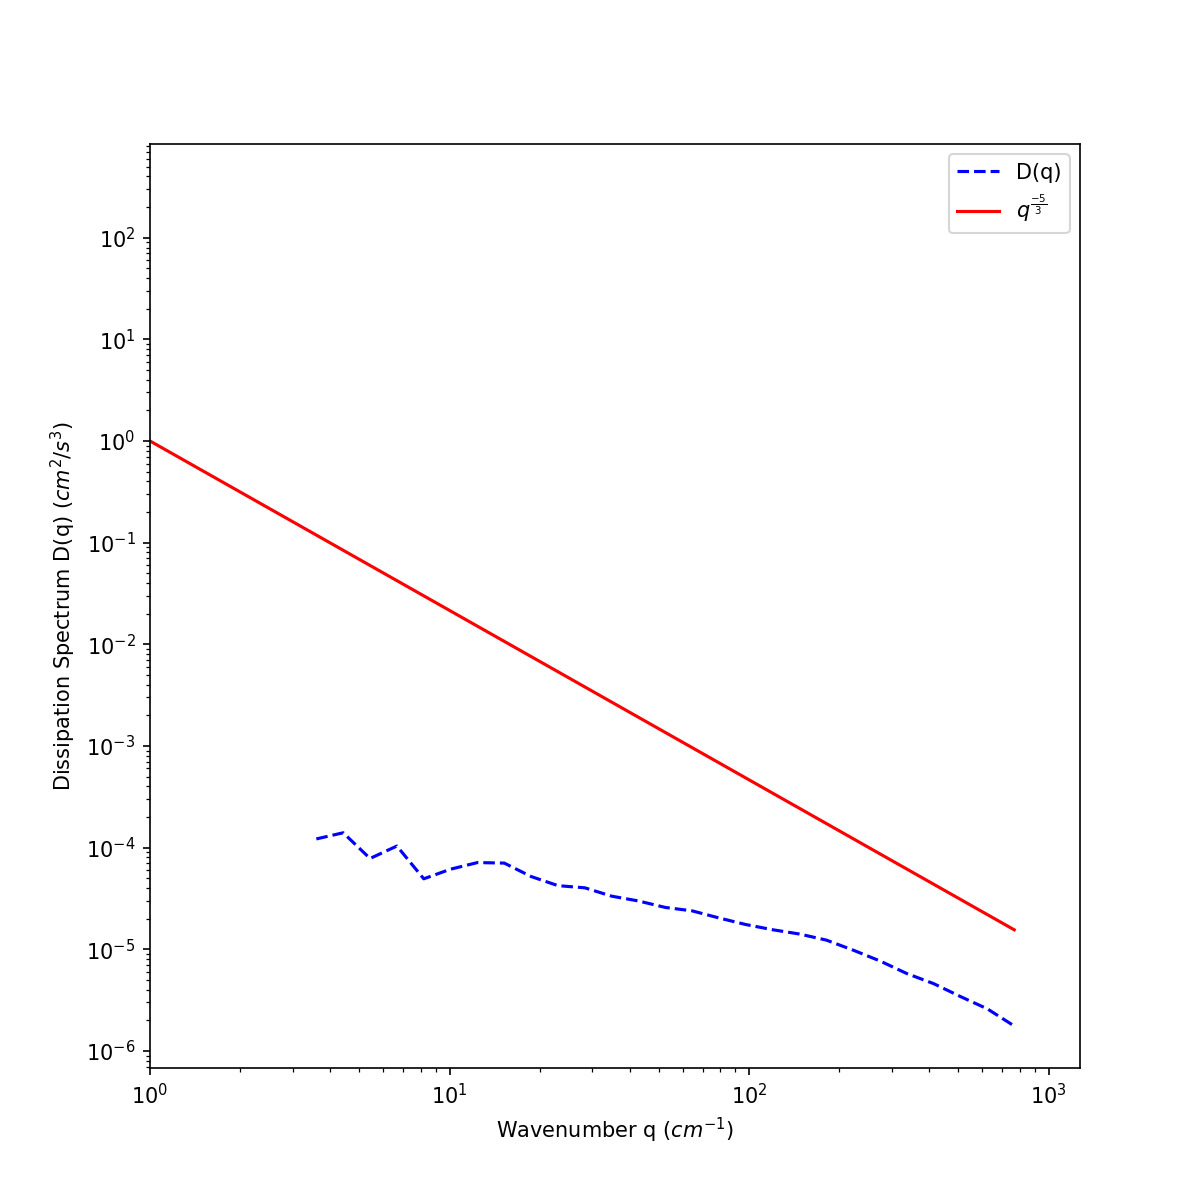 D(q)
$q^{\frac{-5}{3}}$
Dissipation Spectrum D(q) ($cm^2/s^3$)
$10^2$
$10^1$
$10^0$
$10^{-1}$
$10^{-2}$
$10^{-3}$
$10^{-4}$
$10^{-5}$
$10^{-6}$
$10^0$ $10^1$ $10^2$ $10^3$
Wavenumber q ($cm^{-1}$)